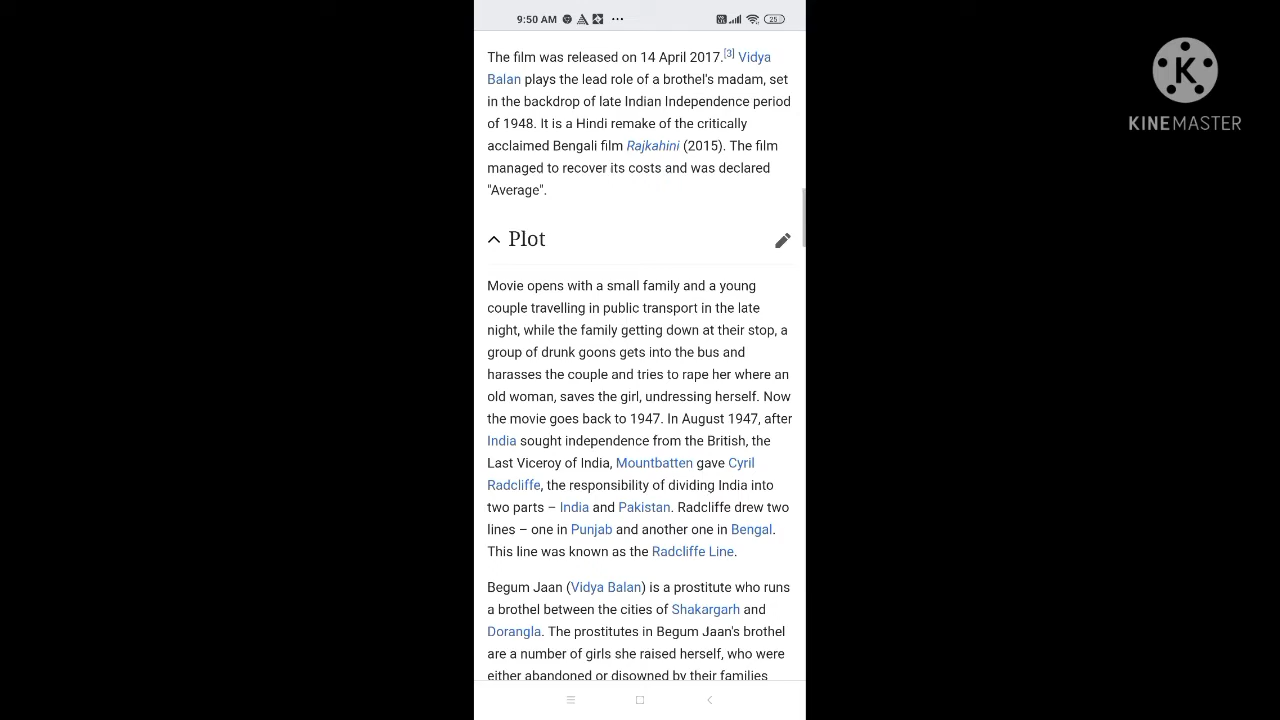 9:50 AM
25
The film was released on 14 April 2017.[3] Vidya
Balan plays the lead role of a brothel's madam, set
in the backdrop of late Indian Independence period
of 1948. It is a Hindi remake of the critically
acclaimed Bengali film Rajkahini (2015). The film
managed to recover its costs and was declared
"Average".
Plot
Movie opens with a small family and a young
couple travelling in public transport in the late
night, while the family getting down at their stop, a
group of drunk goons gets into the bus and
harasses the couple and tries to rape her where an
old woman, saves the girl, undressing herself. Now
the movie goes back to 1947. In August 1947, after
India sought independence from the British, the
Last Viceroy of India, Mountbatten gave Cyril
Radcliffe, the responsibility of dividing India into
two parts – India and Pakistan. Radcliffe drew two
lines – one in Punjab and another one in Bengal.
This line was known as the Radcliffe Line.
Begum Jaan (Vidya Balan) is a prostitute who runs
a brothel between the cities of Shakargarh and
Dorangla. The prostitutes in Begum Jaan's brothel
are a number of girls she raised herself, who were
either abandoned or disowned by their families
K
KINEMASTER